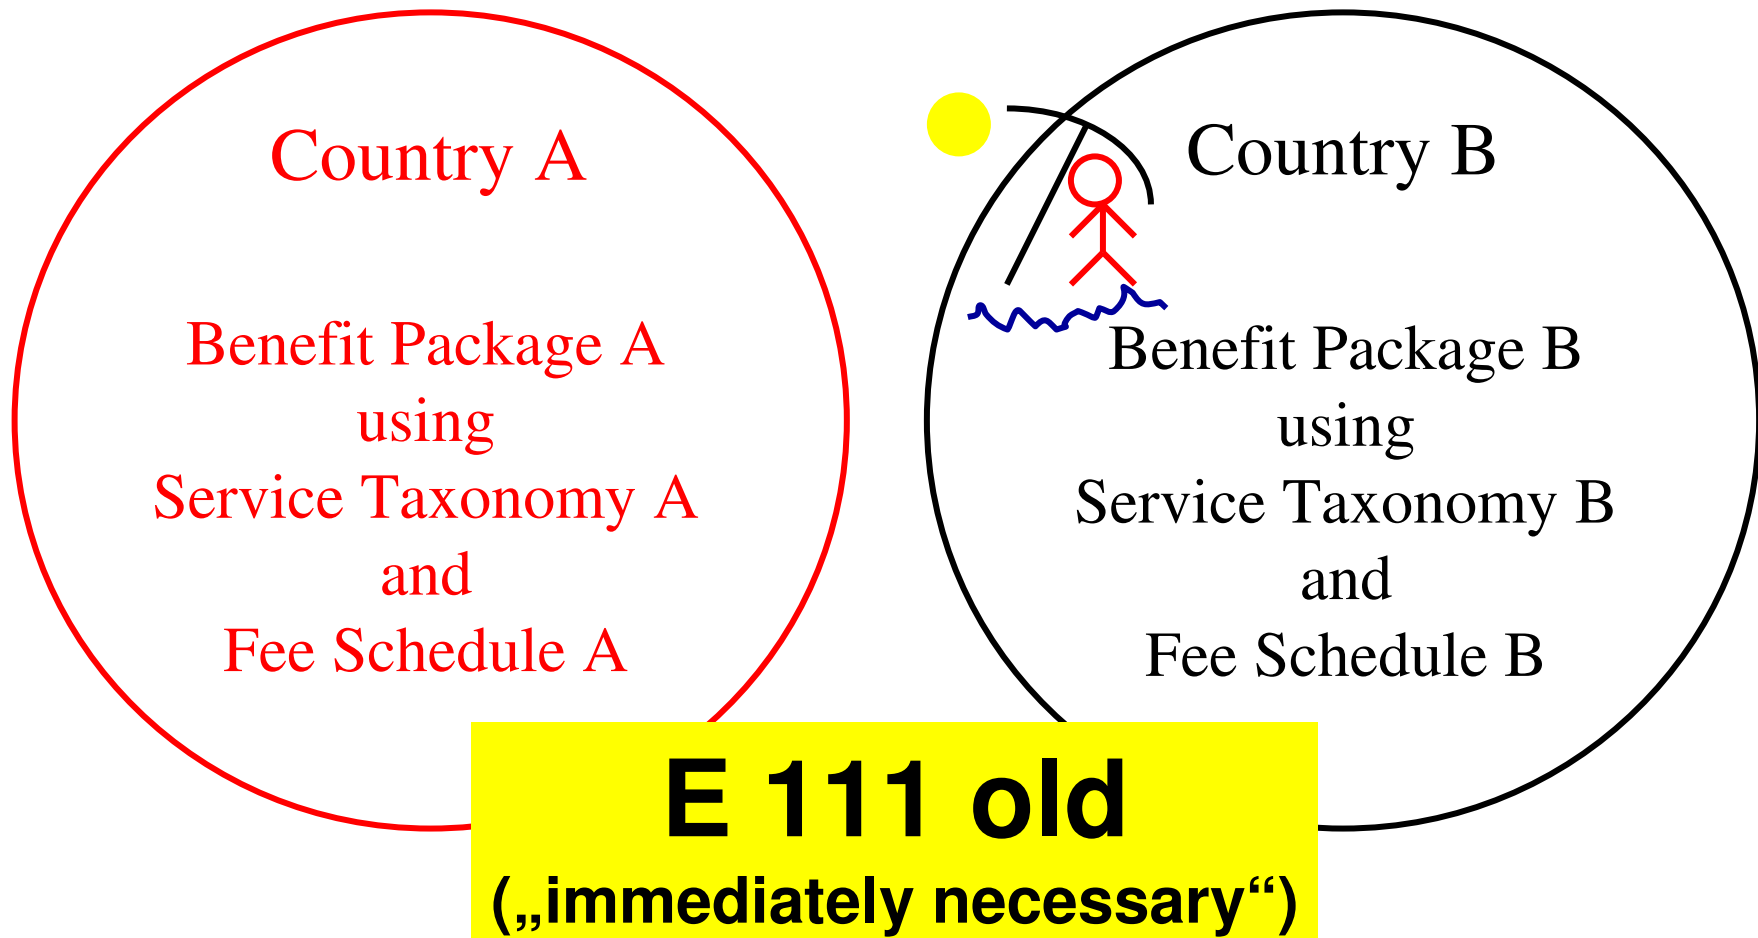 Country A
Benefit Package A
using
Service Taxonomy A
and
Fee Schedule A
Country B
Benefit Package B
using
Service Taxonomy B
and
Fee Schedule B
E 111 old
(„immediately necessary“)